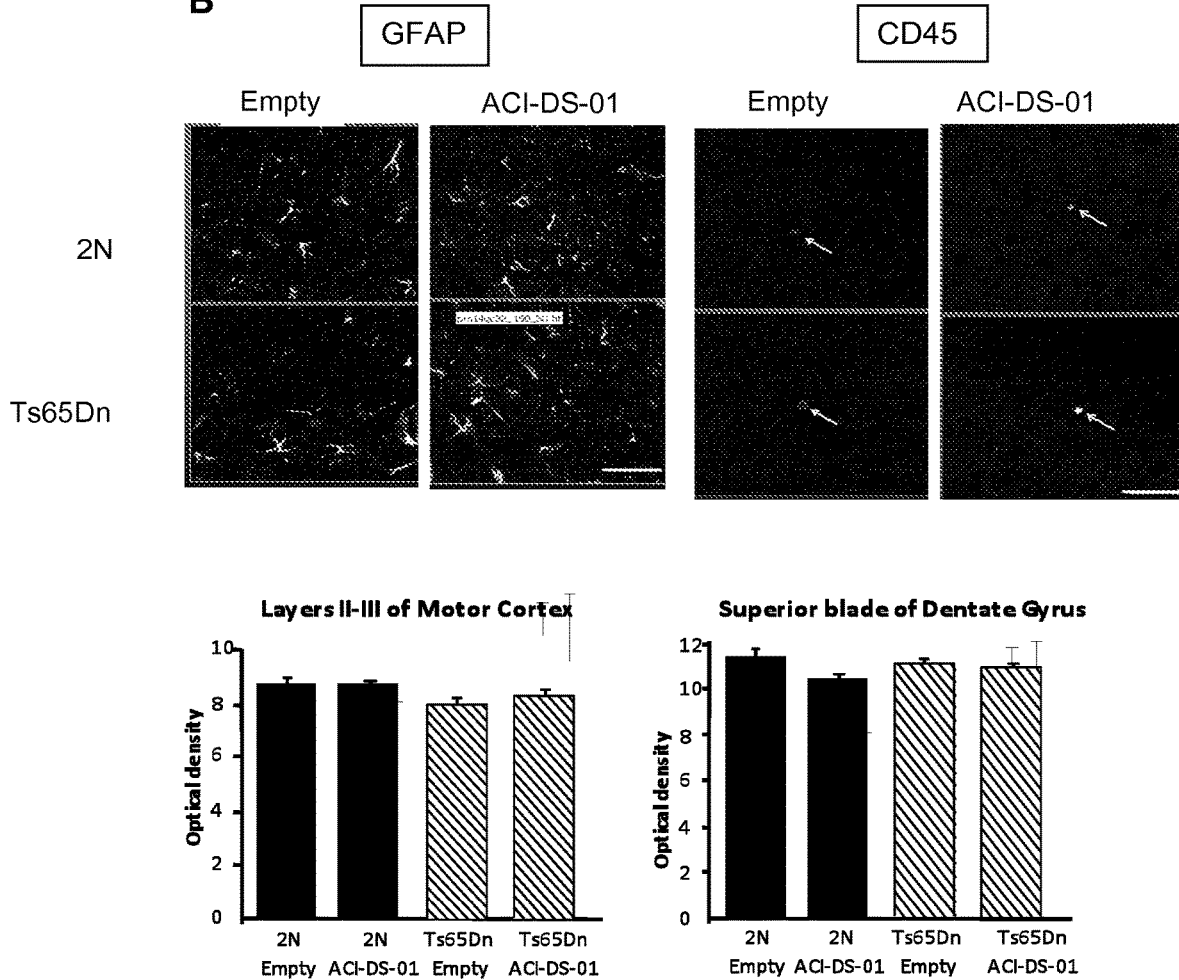 B
GFAP CD45
Empty ACI-DS-01 Empty ACI-DS-01
2N
Ts65Dn
Layers II-III of Motor Cortex
Optical density
10
8
6
4
2
0
2N 2N Ts65Dn Ts65Dn
Empty ACI-DS-01 Empty ACI-DS-01
Superior blade of Dentate Gyrus
Optical density
12
10
8
6
4
2
0
2N 2N Ts65Dn Ts65Dn
Empty ACI-DS-01 Empty ACI-DS-01